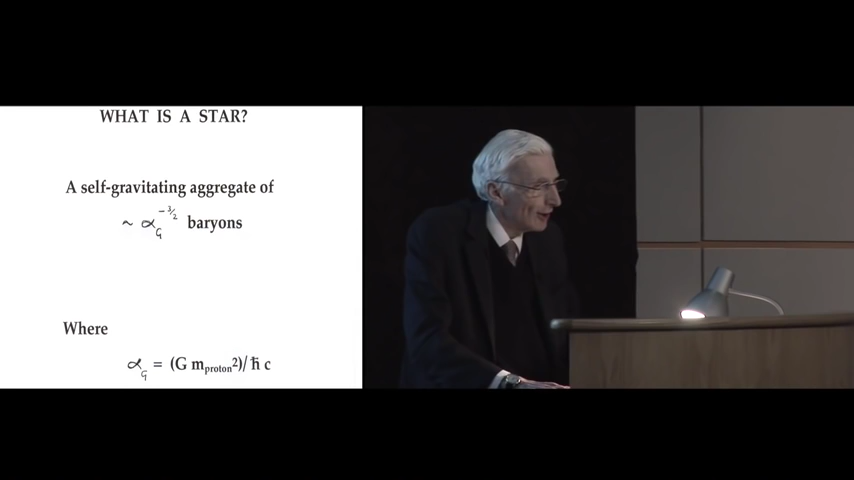 WHAT IS A STAR?
A self-gravitating aggregate of
~ α_G^{-3/2} baryons
Where
α_G = (G m_proton²)/ ħ c